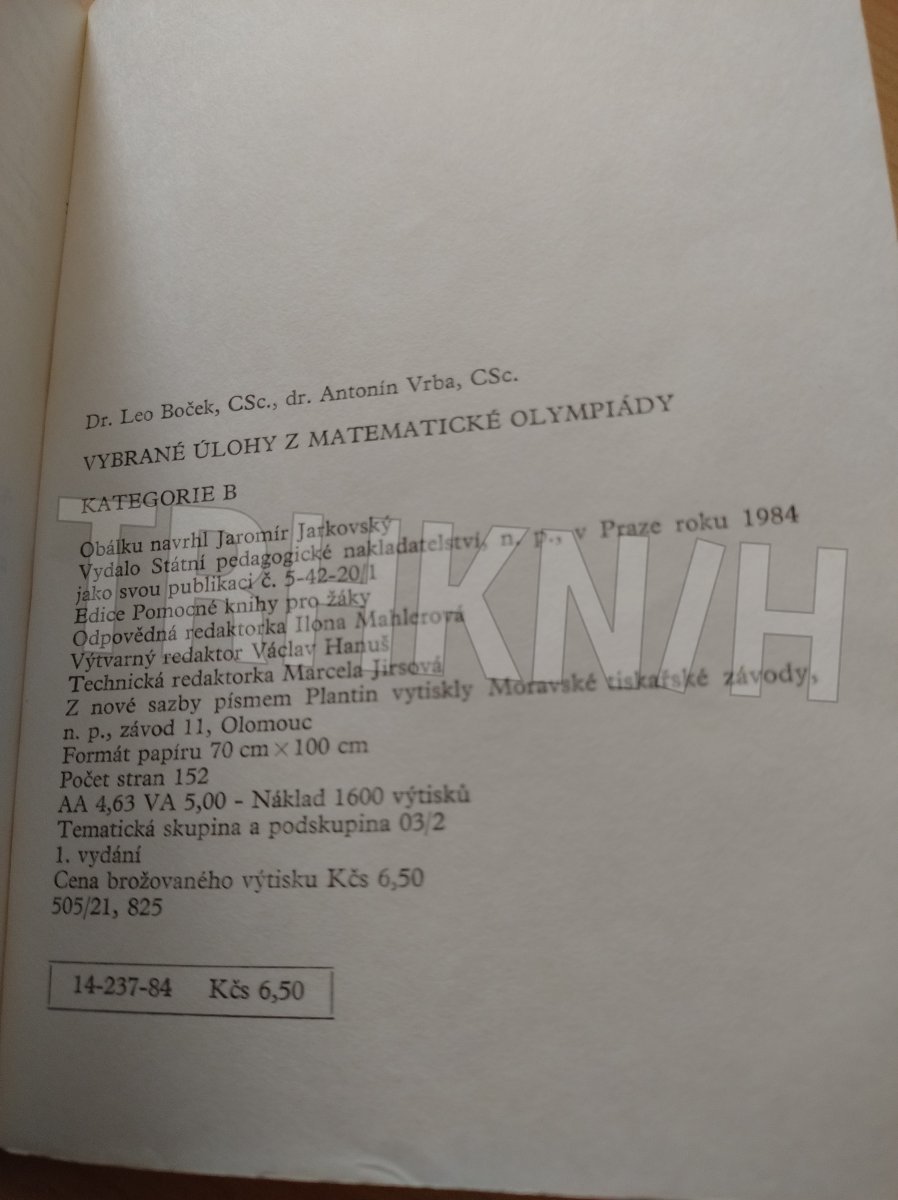 Dr. Leo Boček, CSc., dr. Antonín Vrba, CSc.
VYBRANÉ ÚLOHY Z MATEMATICKÉ OLYMPIÁDY
KATEGORIE B
Obálku navrhl Jaromír Jarkovský
Vydalo Státní pedagogické nakladatelství, n. p., v Praze roku 1984
jako svou publikaci č. 5-42-20/1
Edice Pomocné knihy pro žáky
Odpovědná redaktorka Ilona Mahlerová
Výtvarný redaktor Václav Hanuš
Technická redaktorka Marcela Jirsová
Z nové sazby písmem Plantin vytiskly Moravské tiskařské závody,
n. p., závod 11, Olomouc
Formát papíru 70 cm × 100 cm
Počet stran 152
AA 4,63 VA 5,00 - Náklad 1600 výtisků
Tematická skupina a podskupina 03/2
1. vydání
Cena brožovaného výtisku Kčs 6,50
505/21, 825
14-237-84 Kčs 6,50